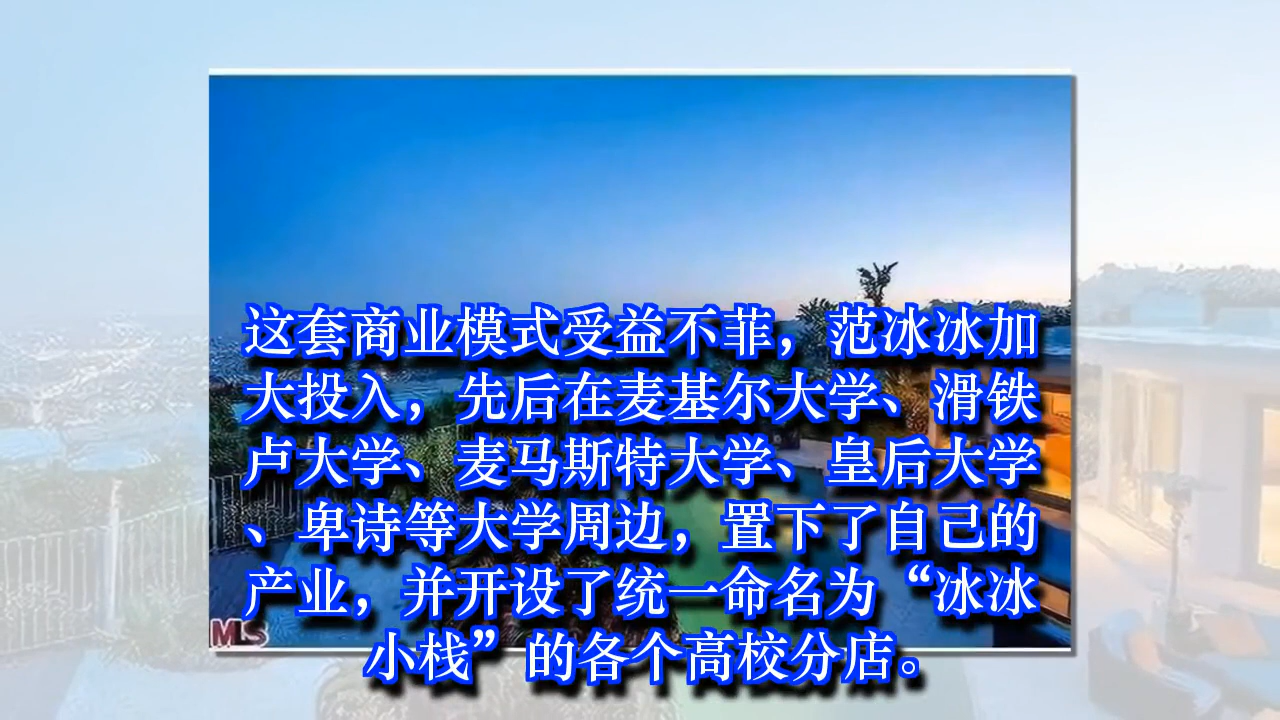 这套商业模式受益不菲，范冰冰加
大投入，先后在麦基尔大学、滑铁
卢大学、麦马斯特大学、皇后大学
、卑诗等大学周边，置下了自己的
产业，并开设了统一命名为“冰冰
小栈”的各个高校分店。
MLS